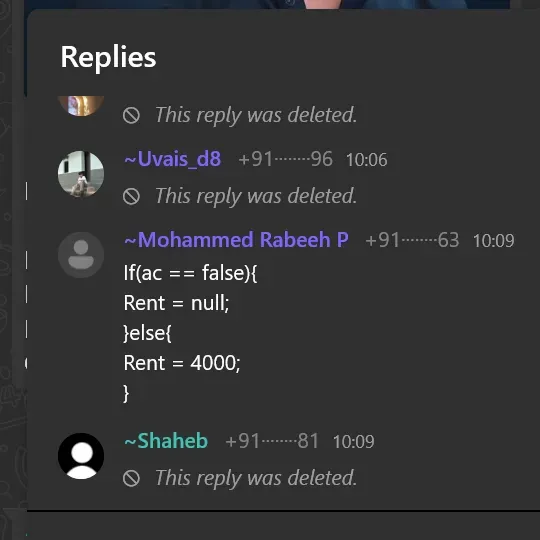 Replies
This reply was deleted.
~Uvais_d8 +91········96 10:06
This reply was deleted.
~Mohammed Rabeeh P +91········63 10:09
If(ac == false){
Rent = null;
}else{
Rent = 4000;
}
~Shaheb +91········81 10:09
This reply was deleted.